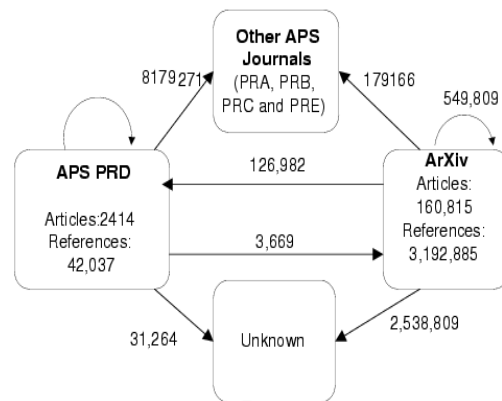 Other APS
Journals
(PRA, PRB,
PRC and PRE)
8179
271
179166
549,809
APS PRD
Articles:2414
References:
42,037
126,982
3,669
ArXiv
Articles:
160,815
References:
3,192,885
31,264
Unknown
2,538,809